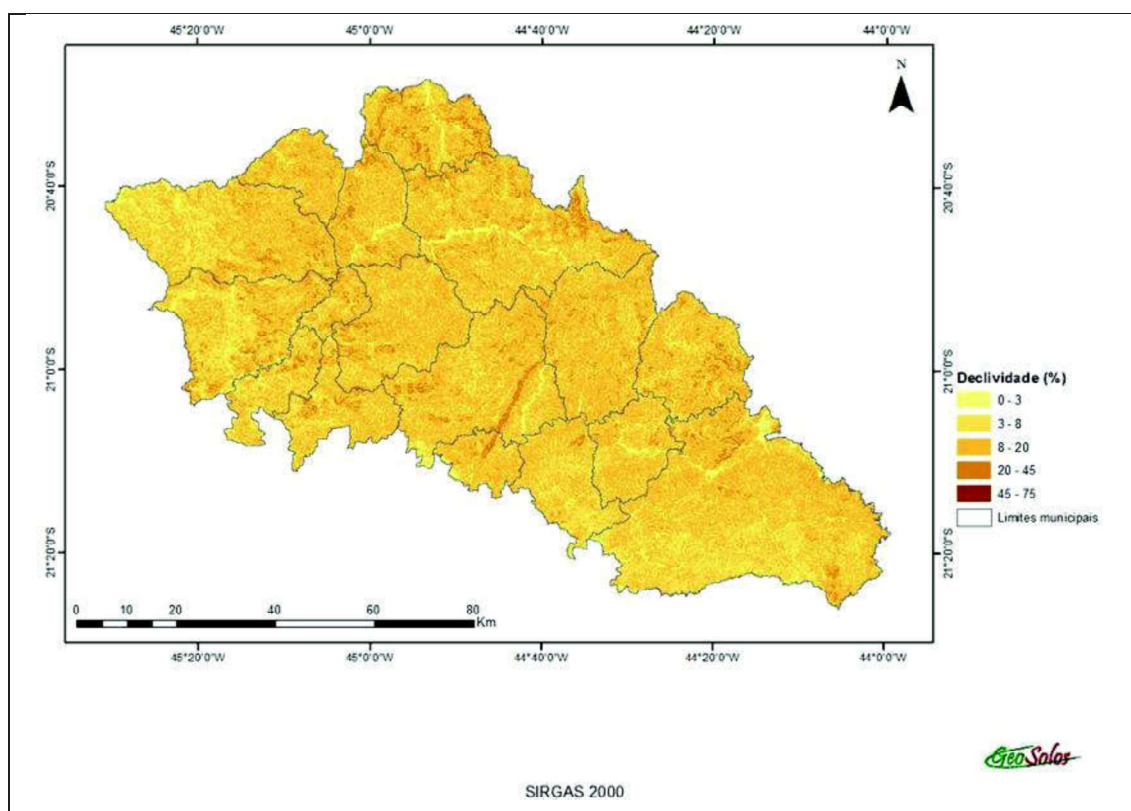 45°20'0"W 45°0'0"W 44°40'0"W 44°20'0"W 44°0'0"W
N
20°40'0"S 20°40'0"S
21°0'0"S 21°0'0"S
Declividade (%)
0 - 3
3 - 8
8 - 20
20 - 45
45 - 75
Limites municipais
21°20'0"S 21°20'0"S
0 10 20 40 60 80
Km
45°20'0"W 45°0'0"W 44°40'0"W 44°20'0"W 44°0'0"W
GeoSolos
SIRGAS 2000